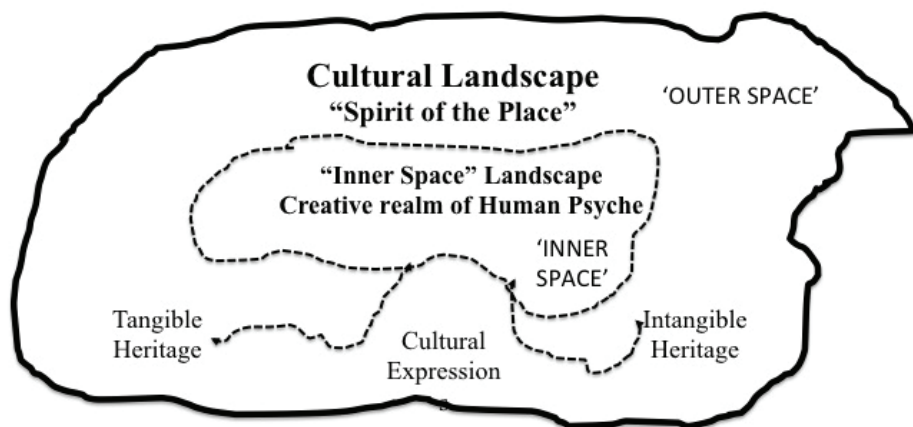 Cultural Landscape
“Spirit of the Place”
‘OUTER SPACE’
“Inner Space” Landscape
Creative realm of Human Psyche
‘INNER
SPACE’
Tangible
Heritage
Cultural
Expression
Intangible
Heritage